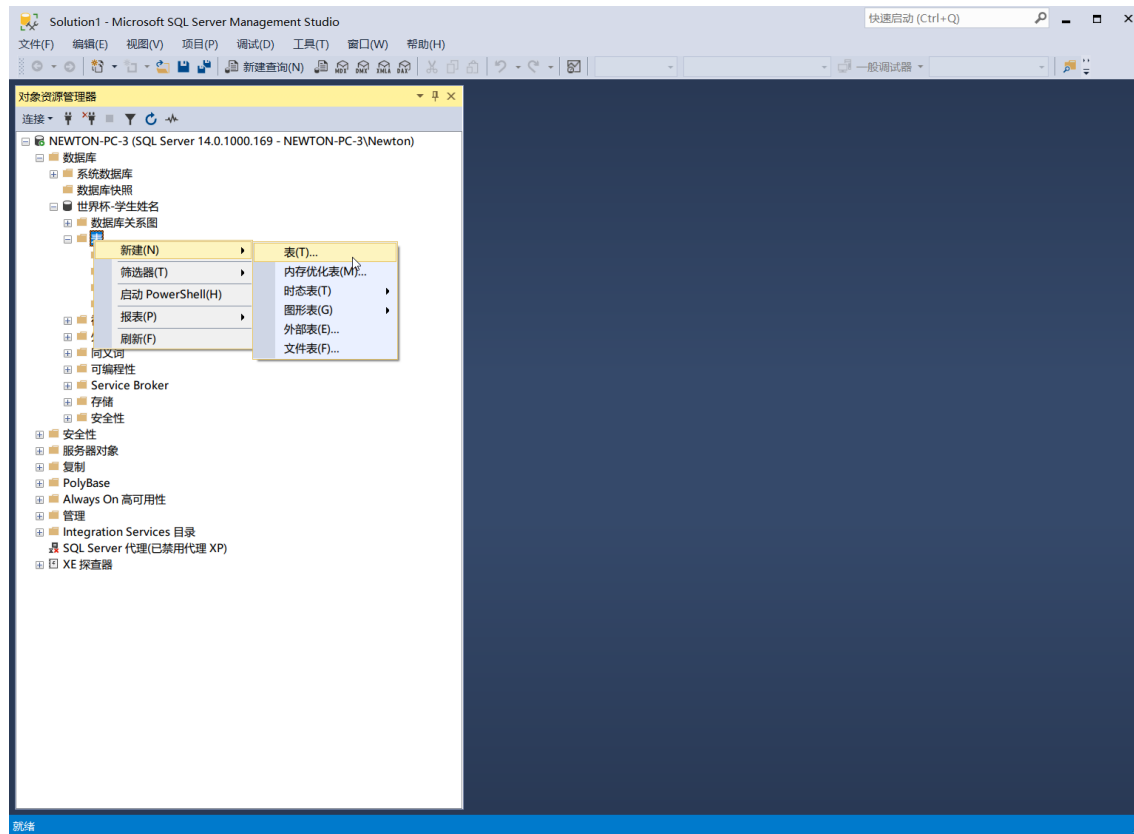 Solution1 - Microsoft SQL Server Management Studio
快速启动 (Ctrl+Q)
文件(F) 编辑(E) 视图(V) 项目(P) 调试(D) 工具(T) 窗口(W) 帮助(H)
新建查询(N) MDX DMX XMLA DAX 一般调试器
对象资源管理器
连接
NEWTON-PC-3 (SQL Server 14.0.1000.169 - NEWTON-PC-3\Newton)
数据库
系统数据库
数据库快照
世界杯-学生姓名
数据库关系图
表
新建(N)
筛选器(T)
启动 PowerShell(H)
报表(P)
刷新(F)
表(T)...
内存优化表(M)...
时态表(T)
图形表(G)
外部表(E)...
文件表(F)...
同义词
可编程性
Service Broker
存储
安全性
安全性
服务器对象
复制
PolyBase
Always On 高可用性
管理
Integration Services 目录
SQL Server 代理(已禁用代理 XP)
XE 探查器
就绪